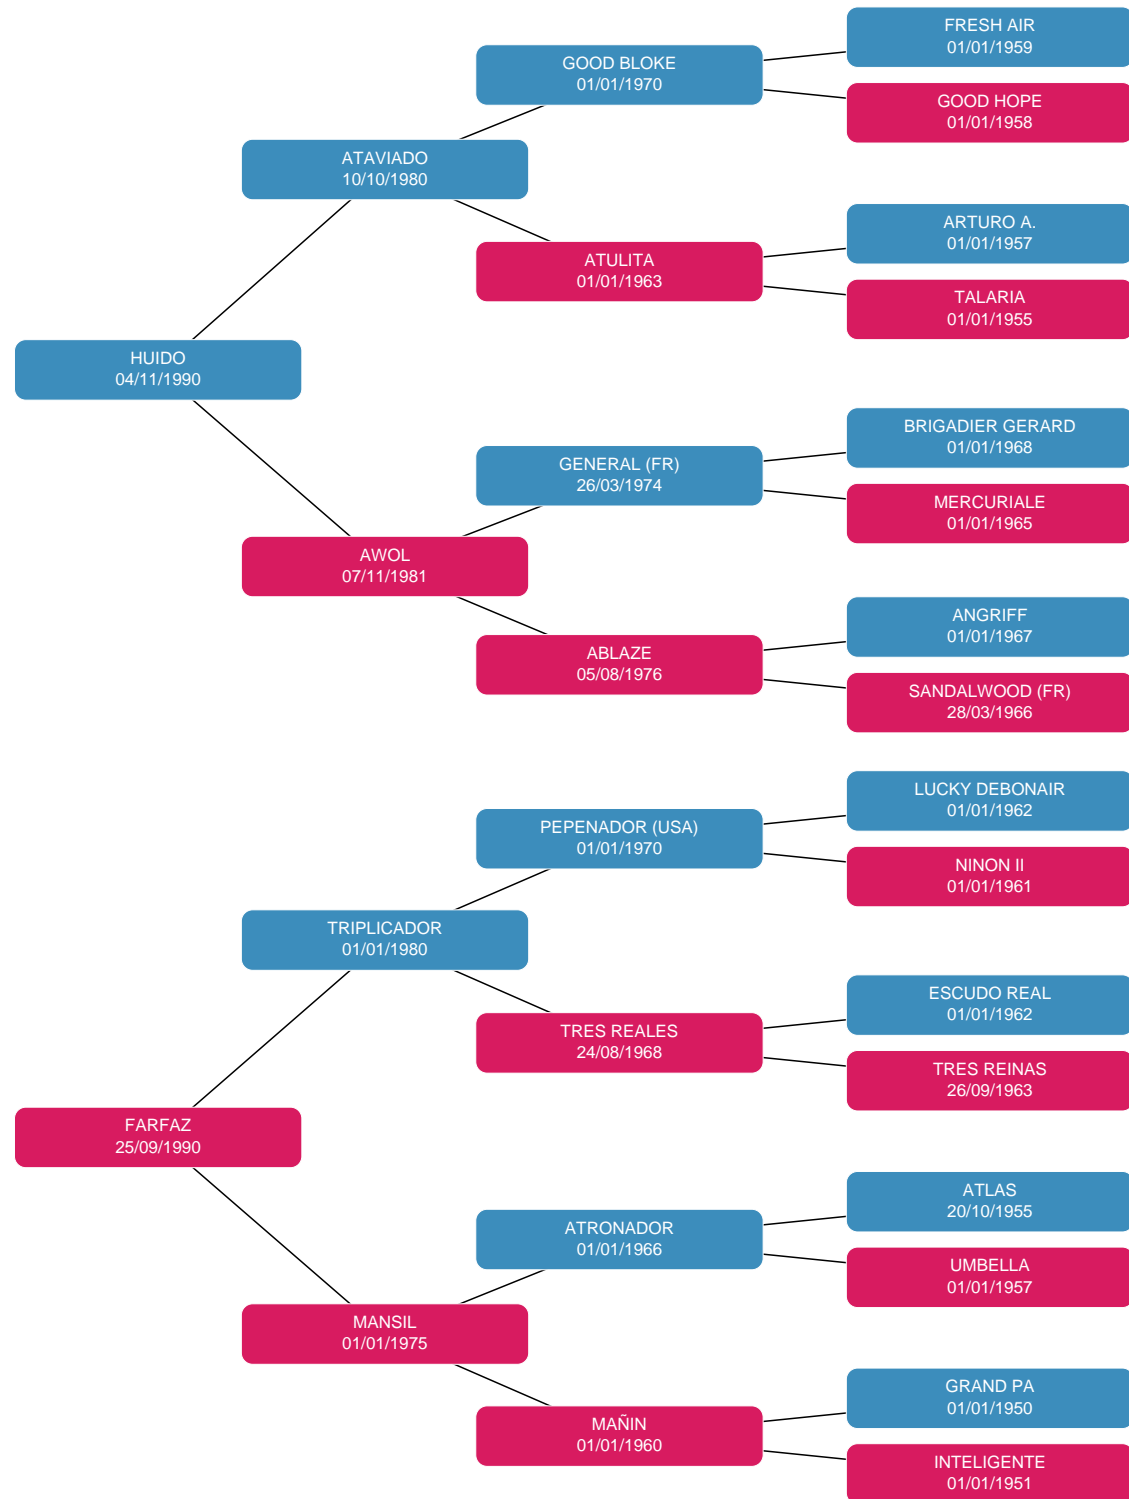 FRESH AIR
01/01/1959
GOOD BLOKE
01/01/1970
GOOD HOPE
01/01/1958
ATAVIADO
10/10/1980
ARTURO A.
01/01/1957
ATULITA
01/01/1963
TALARIA
01/01/1955
HUIDO
04/11/1990
BRIGADIER GERARD
01/01/1968
GENERAL (FR)
26/03/1974
MERCURIALE
01/01/1965
AWOL
07/11/1981
ANGRIFF
01/01/1967
ABLAZE
05/08/1976
SANDALWOOD (FR)
28/03/1966
LUCKY DEBONAIR
01/01/1962
PEPENADOR (USA)
01/01/1970
NINON II
01/01/1961
TRIPLICADOR
01/01/1980
ESCUDO REAL
01/01/1962
TRES REALES
24/08/1968
TRES REINAS
26/09/1963
FARFAZ
25/09/1990
ATLAS
20/10/1955
ATRONADOR
01/01/1966
UMBELLA
01/01/1957
MANSIL
01/01/1975
GRAND PA
01/01/1950
MAÑIN
01/01/1960
INTELIGENTE
01/01/1951